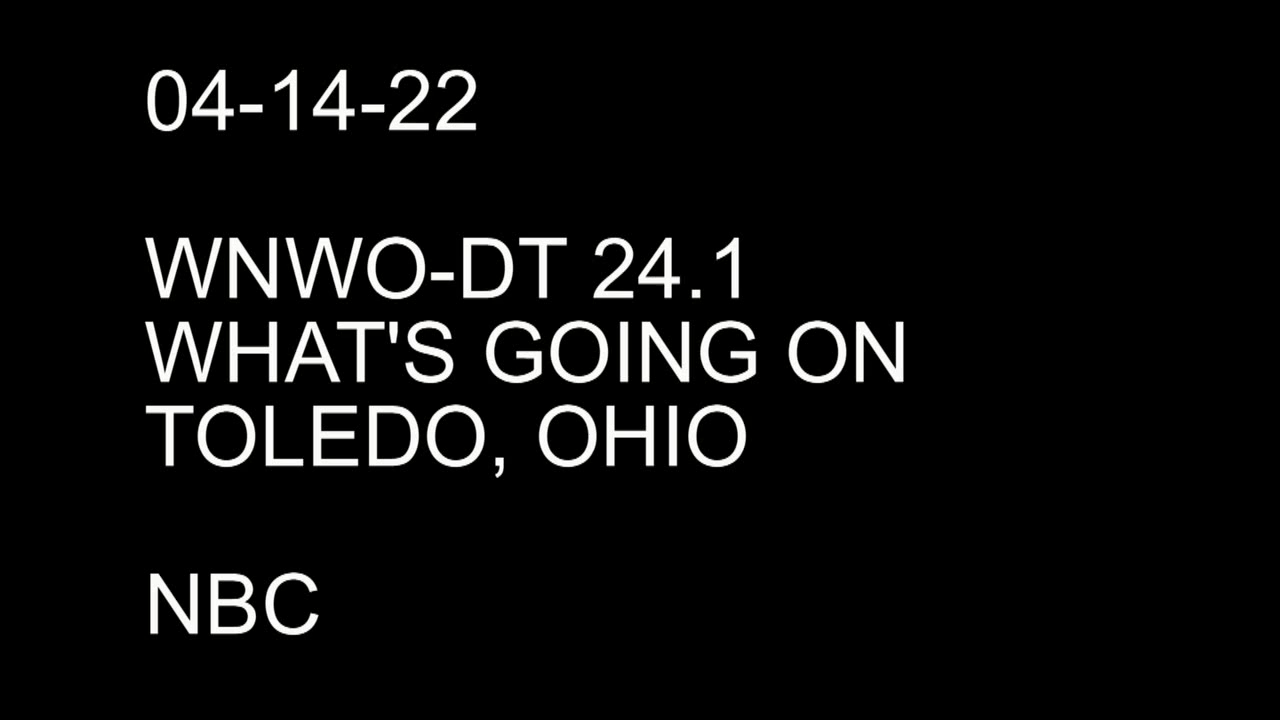 04-14-22
WNWO-DT 24.1
WHAT'S GOING ON
TOLEDO, OHIO
NBC